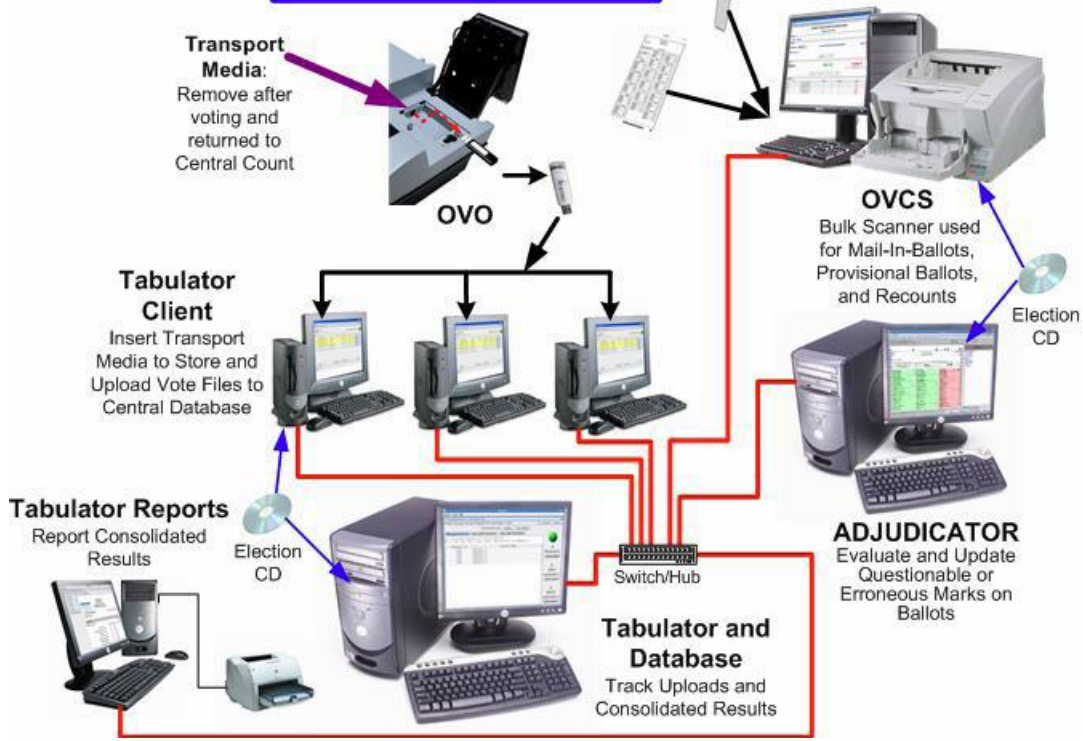 Transport
Media:
Remove after
voting and
returned to
Central Count
OVO
OVCS
Bulk Scanner used
for Mail-In-Ballots,
Provisional Ballots,
and Recounts
Election
CD
Tabulator
Client
Insert Transport
Media to Store and
Upload Vote Files to
Central Database
Tabulator Reports
Report Consolidated
Results
Election
CD
Switch/Hub
ADJUDICATOR
Evaluate and Update
Questionable or
Erroneous Marks on
Ballots
Tabulator and
Database
Track Uploads and
Consolidated Results